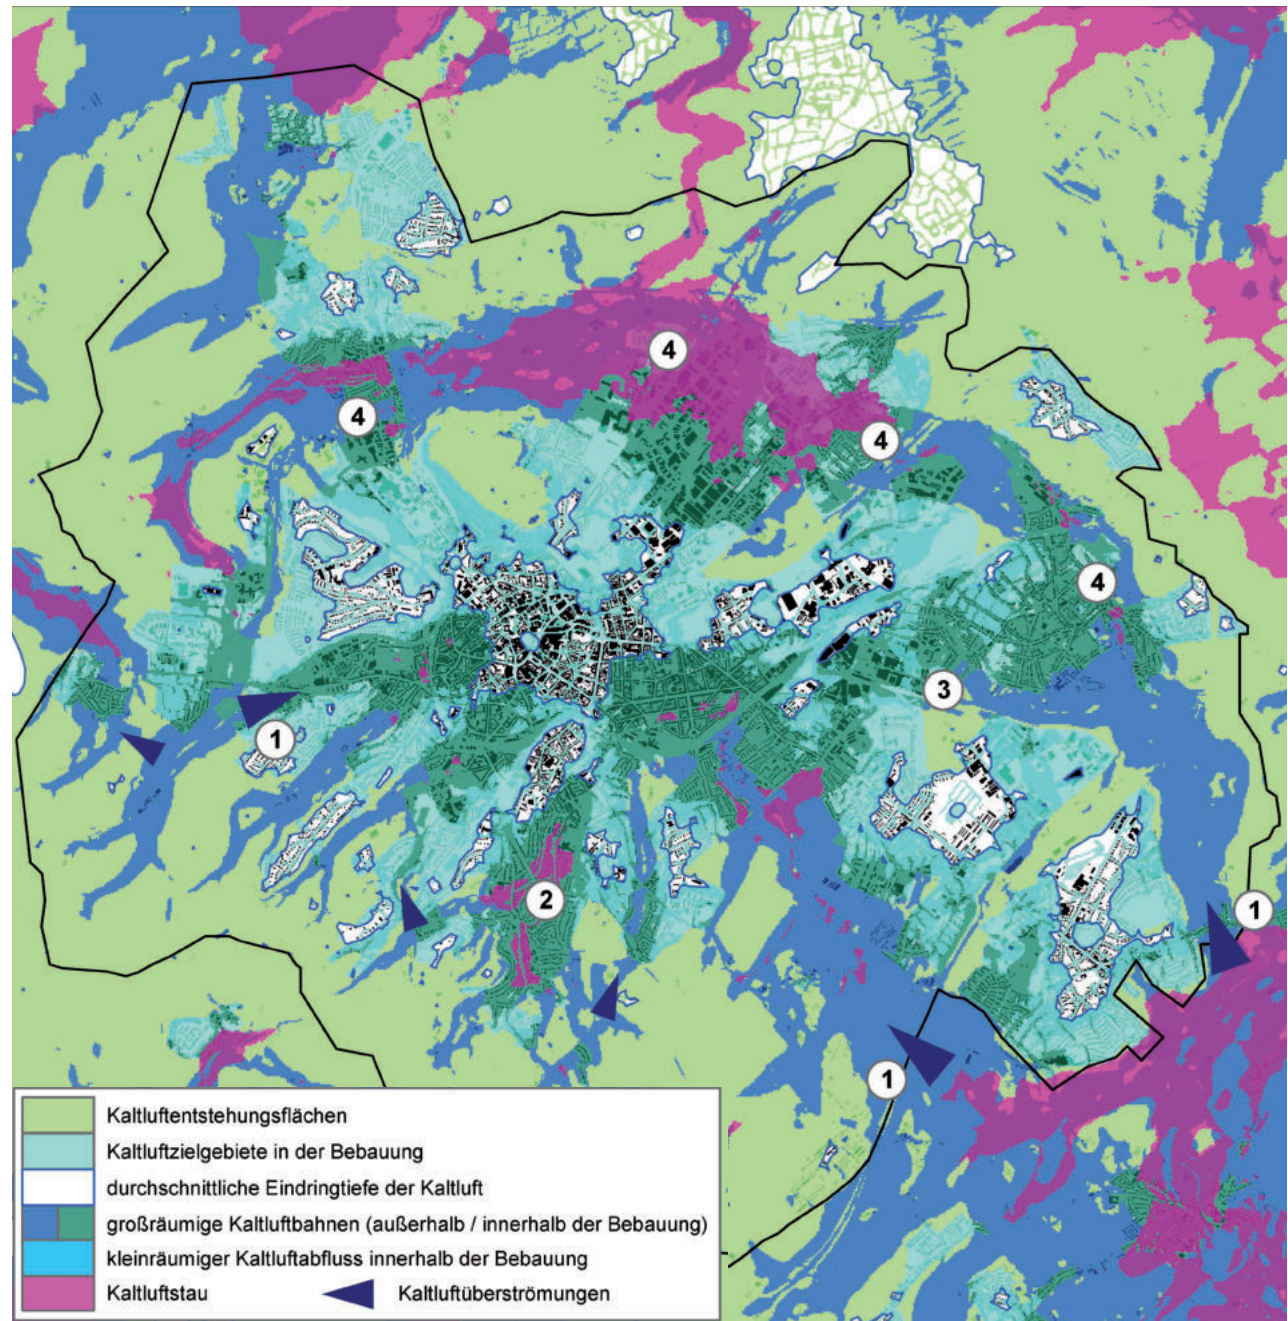 4
4
4
4
3
1
2
1
1
Kaltluftentstehungsflächen
Kaltluftzielgebiete in der Bebauung
durchschnittliche Eindringtiefe der Kaltluft
großräumige Kaltluftbahnen (außerhalb / innerhalb der Bebauung)
kleinräumiger Kaltluftabfluss innerhalb der Bebauung
Kaltluftstau
Kaltluftüberströmungen